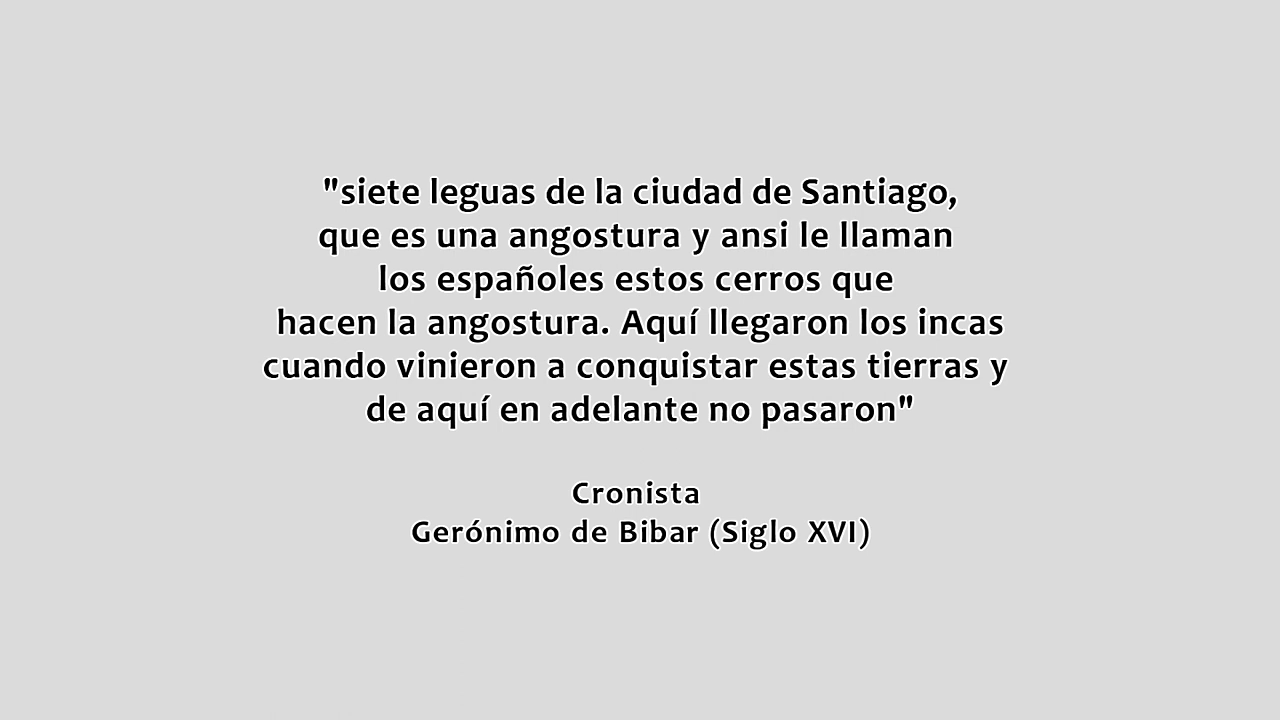 "siete leguas de la ciudad de Santiago,
que es una angostura y ansi le llaman
los españoles estos cerros que
hacen la angostura. Aquí llegaron los incas
cuando vinieron a conquistar estas tierras y
de aquí en adelante no pasaron"
Cronista
Gerónimo de Bibar (Siglo XVI)